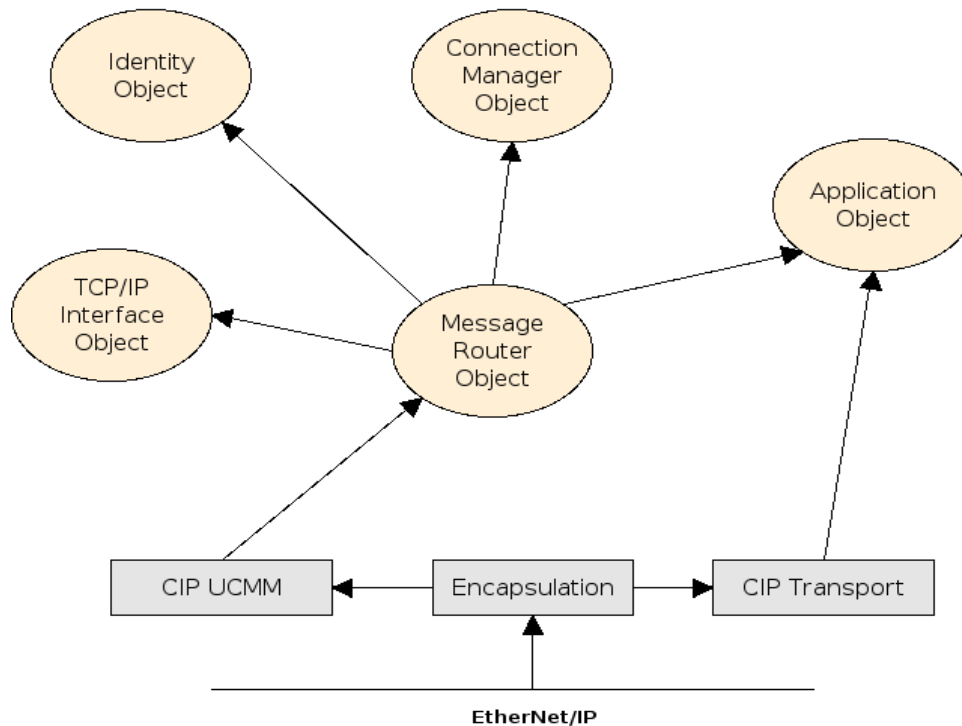 Identity
Object
Connection
Manager
Object
Application
Object
TCP/IP
Interface
Object
Message
Router
Object
CIP UCMM
Encapsulation
CIP Transport
EtherNet/IP